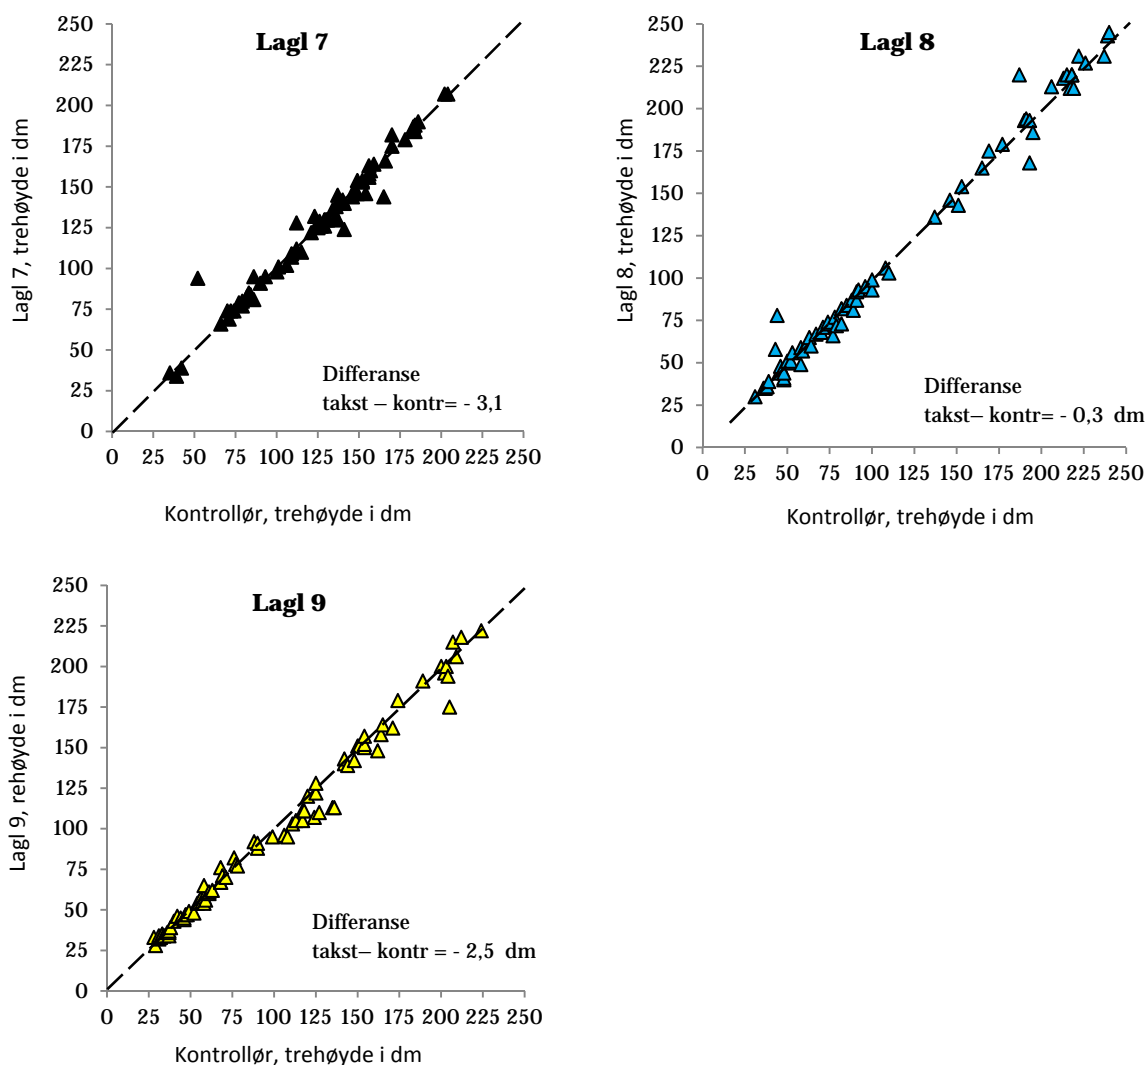 Lagl 7
Lagl 7, trehøyde i dm
250
225
200
175
150
125
100
75
50
25
0
Differanse
takst – kontr= - 3,1
0 25 50 75 100 125 150 175 200 225 250
Kontrollør, trehøyde i dm
Lagl 8
Lagl 8, trehøyde i dm
250
225
200
175
150
125
100
75
50
25
0
Differanse
takst– kontr= - 0,3 dm
0 25 50 75 100 125 150 175 200 225 250
Kontrollør, trehøyde i dm
Lagl 9
Lagl 9, rehøyde i dm
250
225
200
175
150
125
100
75
50
25
0
Differanse
takst– kontr = - 2,5 dm
0 25 50 75 100 125 150 175 200 225 250
Kontrollør, trehøyde i dm